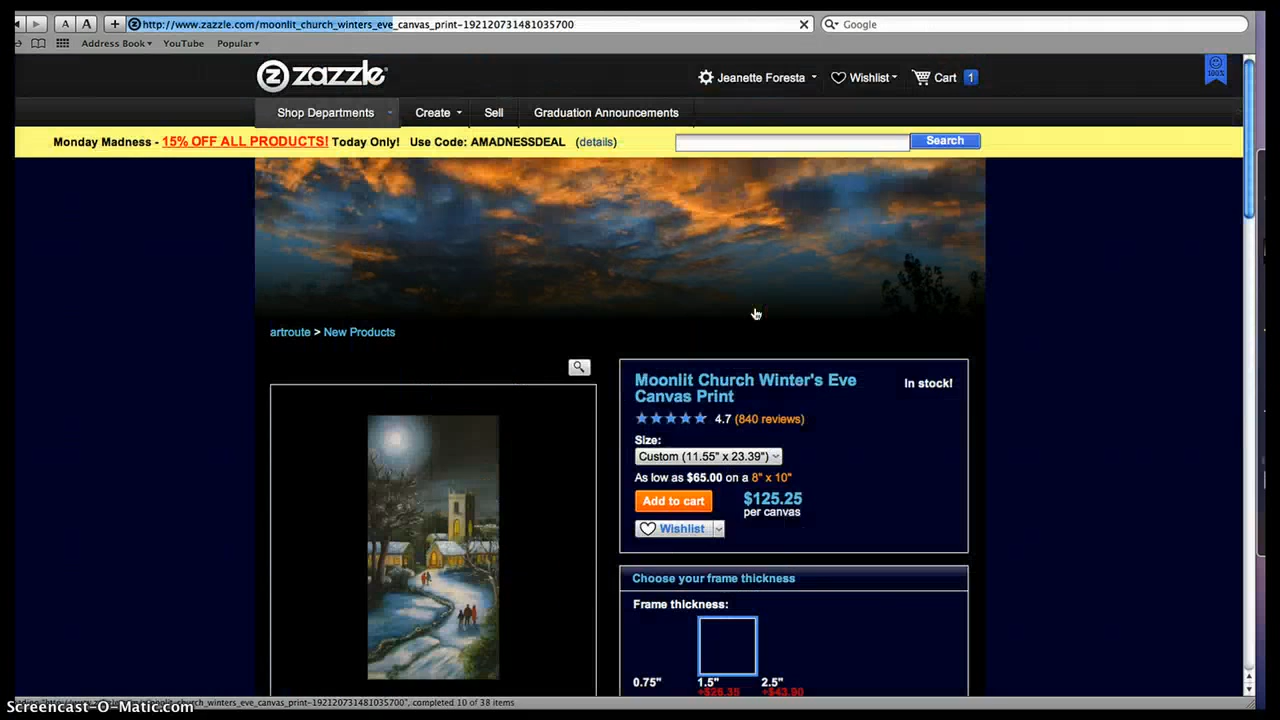 A A + http://www.zazzle.com/moonlit_church_winters_eve_canvas_print-192120731481035700 Google
Address Book YouTube Popular
zazzle Jeanette Foresta Wishlist Cart 1
100%
Shop Departments Create Sell Graduation Announcements
Monday Madness - 15% OFF ALL PRODUCTS! Today Only! Use Code: AMADNESSDEAL (details) Search
artroute > New Products
Moonlit Church Winter's Eve
Canvas Print
In stock!
4.7 (840 reviews)
Size:
Custom (11.55" x 23.39")
As low as $65.00 on a 8" x 10"
Add to cart $125.25
per canvas
Wishlist
Choose your frame thickness
Frame thickness:
0.75" 1.5" 2.5"
+$26.35 +$43.90
church_winters_eve_canvas_print-192120731481035700", completed 10 of 38 items
Screencast-O-Matic.com